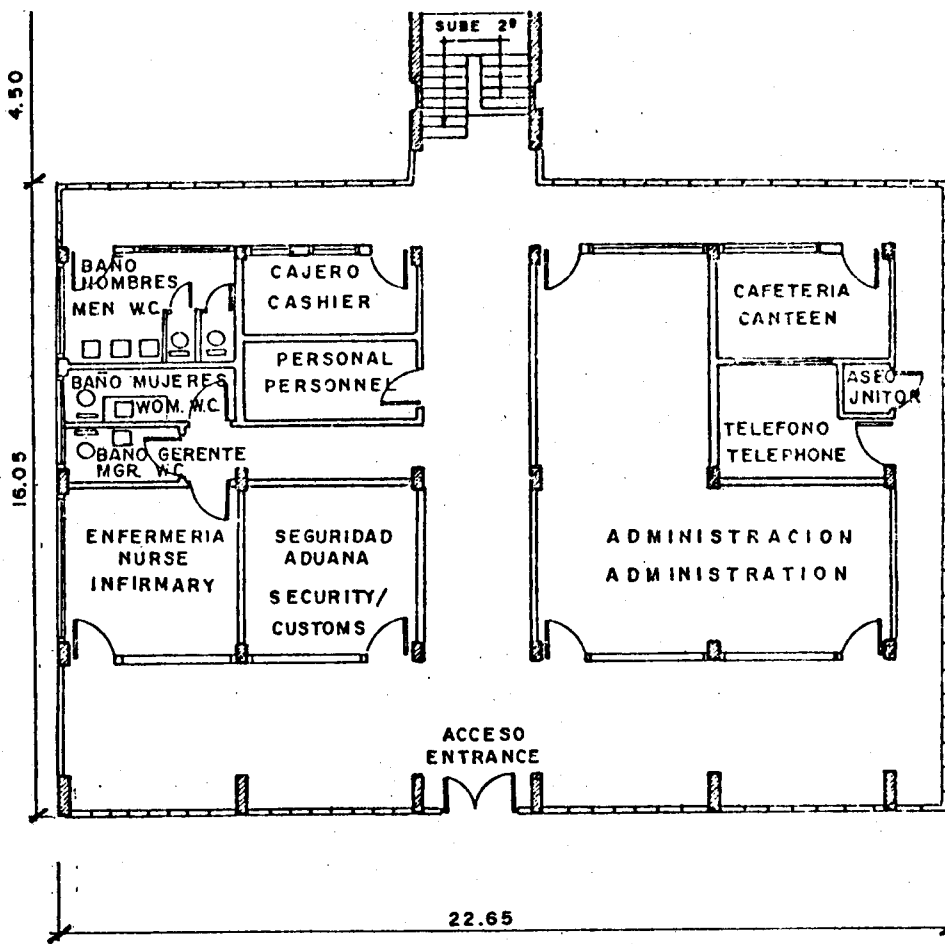 SUBE 2º
4.50
BAÑO
NOMBRES
MEN W.C.
CAJERO
CASHIER
CAFETERIA
CANTEEN
PERSONAL
PERSONNEL
BAÑO MUJERES
WOM. W.C.
ASEO
JNITOR
TELEFONO
TELEPHONE
BAÑO GERENTE
MGR. W.C.
16.05
ENFERMERIA
NURSE
INFIRMARY
SEGURIDAD
ADUANA
SECURITY/
CUSTOMS
ADMINISTRACION
ADMINISTRATION
ACCESO
ENTRANCE
22.65